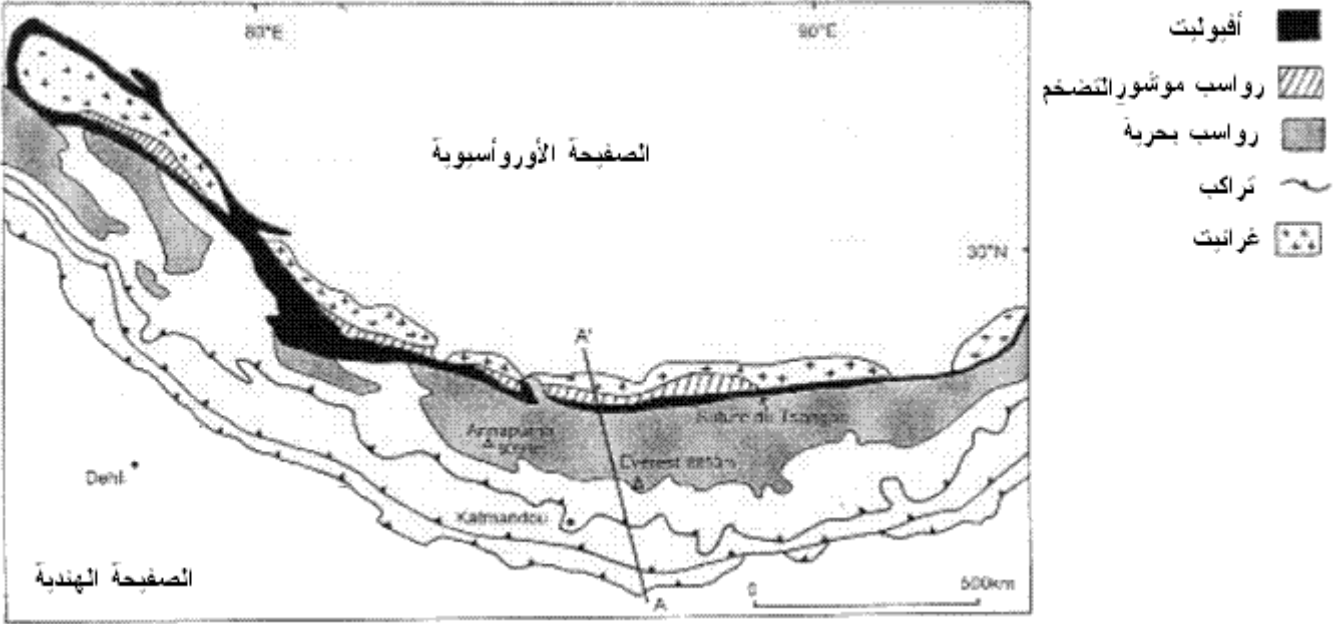 80°E
90°E
الصفيحة الأوروأسيوية
30°N
A'
Suture du Tsangpo
Annapurna
Everest
Dehli
Katmandou
الصفيحة الهندية
A
0
500km
أفيوليت
رواسب موشور التضخم
رواسب بحرية
تراكب
غرانيت